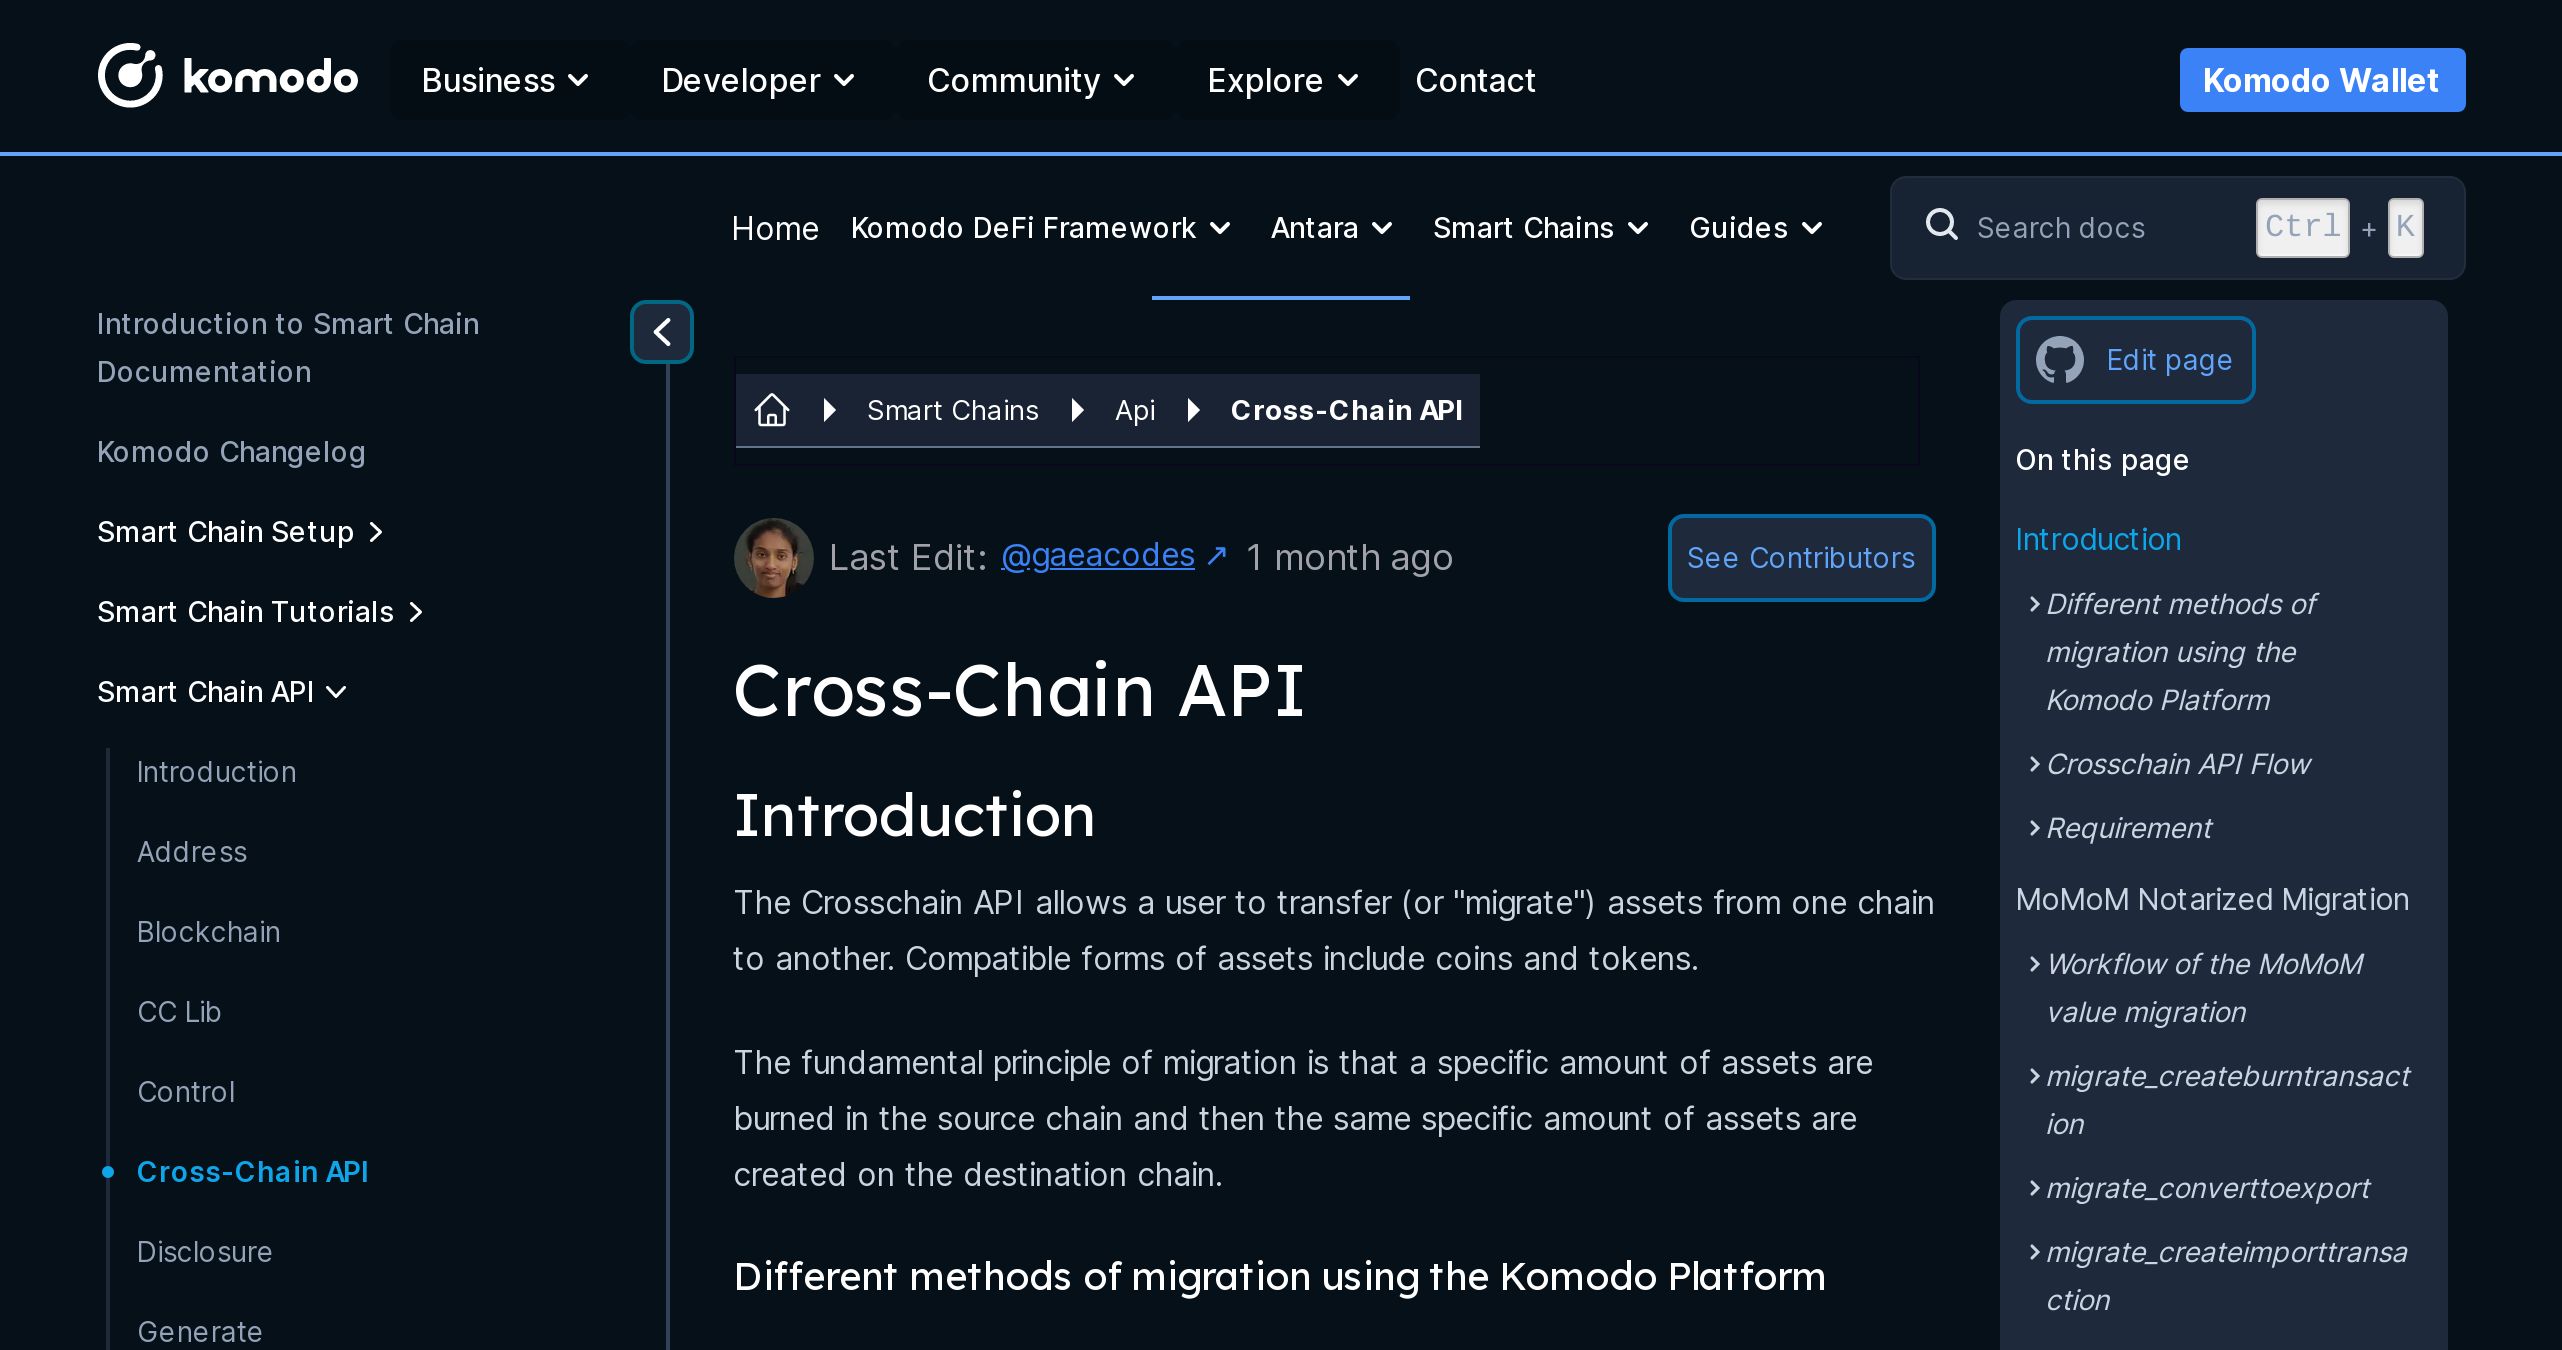 komodo Business Developer Community Explore Contact Komodo Wallet
Home Komodo DeFi Framework Antara Smart Chains Guides Search docs Ctrl + K
Introduction to Smart Chain
Documentation
Komodo Changelog
Smart Chain Setup
Smart Chain Tutorials
Smart Chain API
Introduction
Address
Blockchain
CC Lib
Control
Cross-Chain API
Disclosure
Generate
Smart Chains Api Cross-Chain API
Last Edit: @gaeacodes ↗ 1 month ago See Contributors
Cross-Chain API
Introduction
The Crosschain API allows a user to transfer (or "migrate") assets from one chain
to another. Compatible forms of assets include coins and tokens.
The fundamental principle of migration is that a specific amount of assets are
burned in the source chain and then the same specific amount of assets are
created on the destination chain.
Different methods of migration using the Komodo Platform
Edit page
On this page
Introduction
Different methods of
migration using the
Komodo Platform
Crosschain API Flow
Requirement
MoMoM Notarized Migration
Workflow of the MoMoM
value migration
migrate_createburntransact
ion
migrate_converttoexport
migrate_createimporttransa
ction